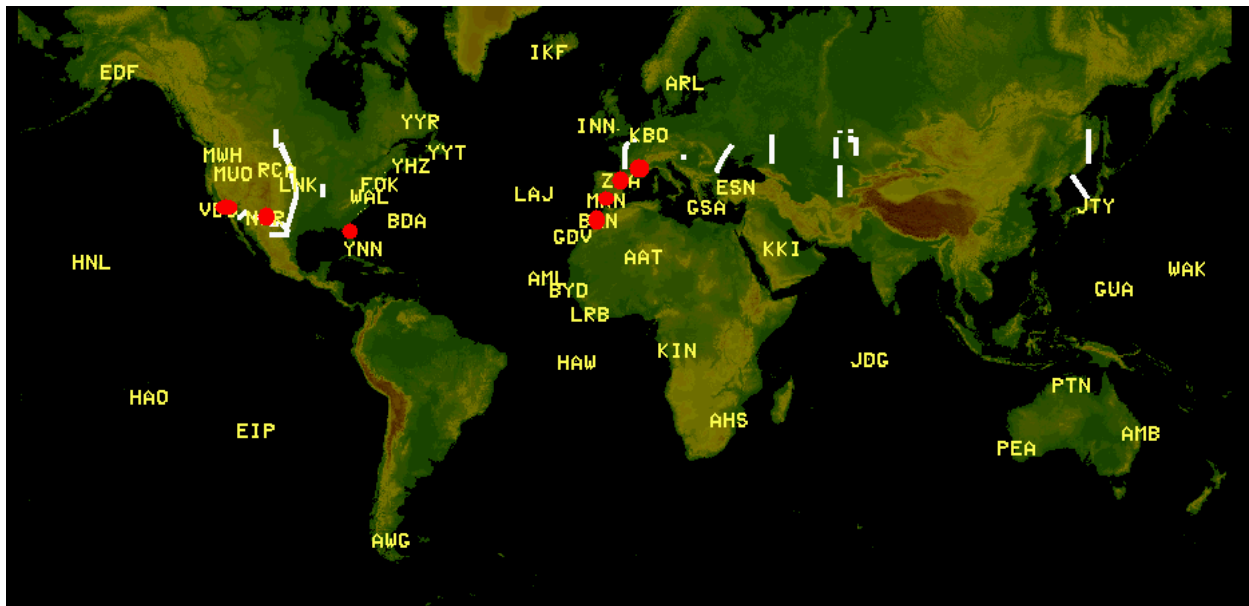 IKF
EDF
ARL
YYR
INN
KBO
MWH
YYT
YHZ
MUO
LNK
FOK
WAL
LAJ
ESN
GSA
JTY
BDA
GDV
YNN
KKI
AAT
HNL
WAK
AML
BYD
GUA
LRB
KIN
HAW
JDG
PTN
HAO
AHS
EIP
AMB
PEA
AWG